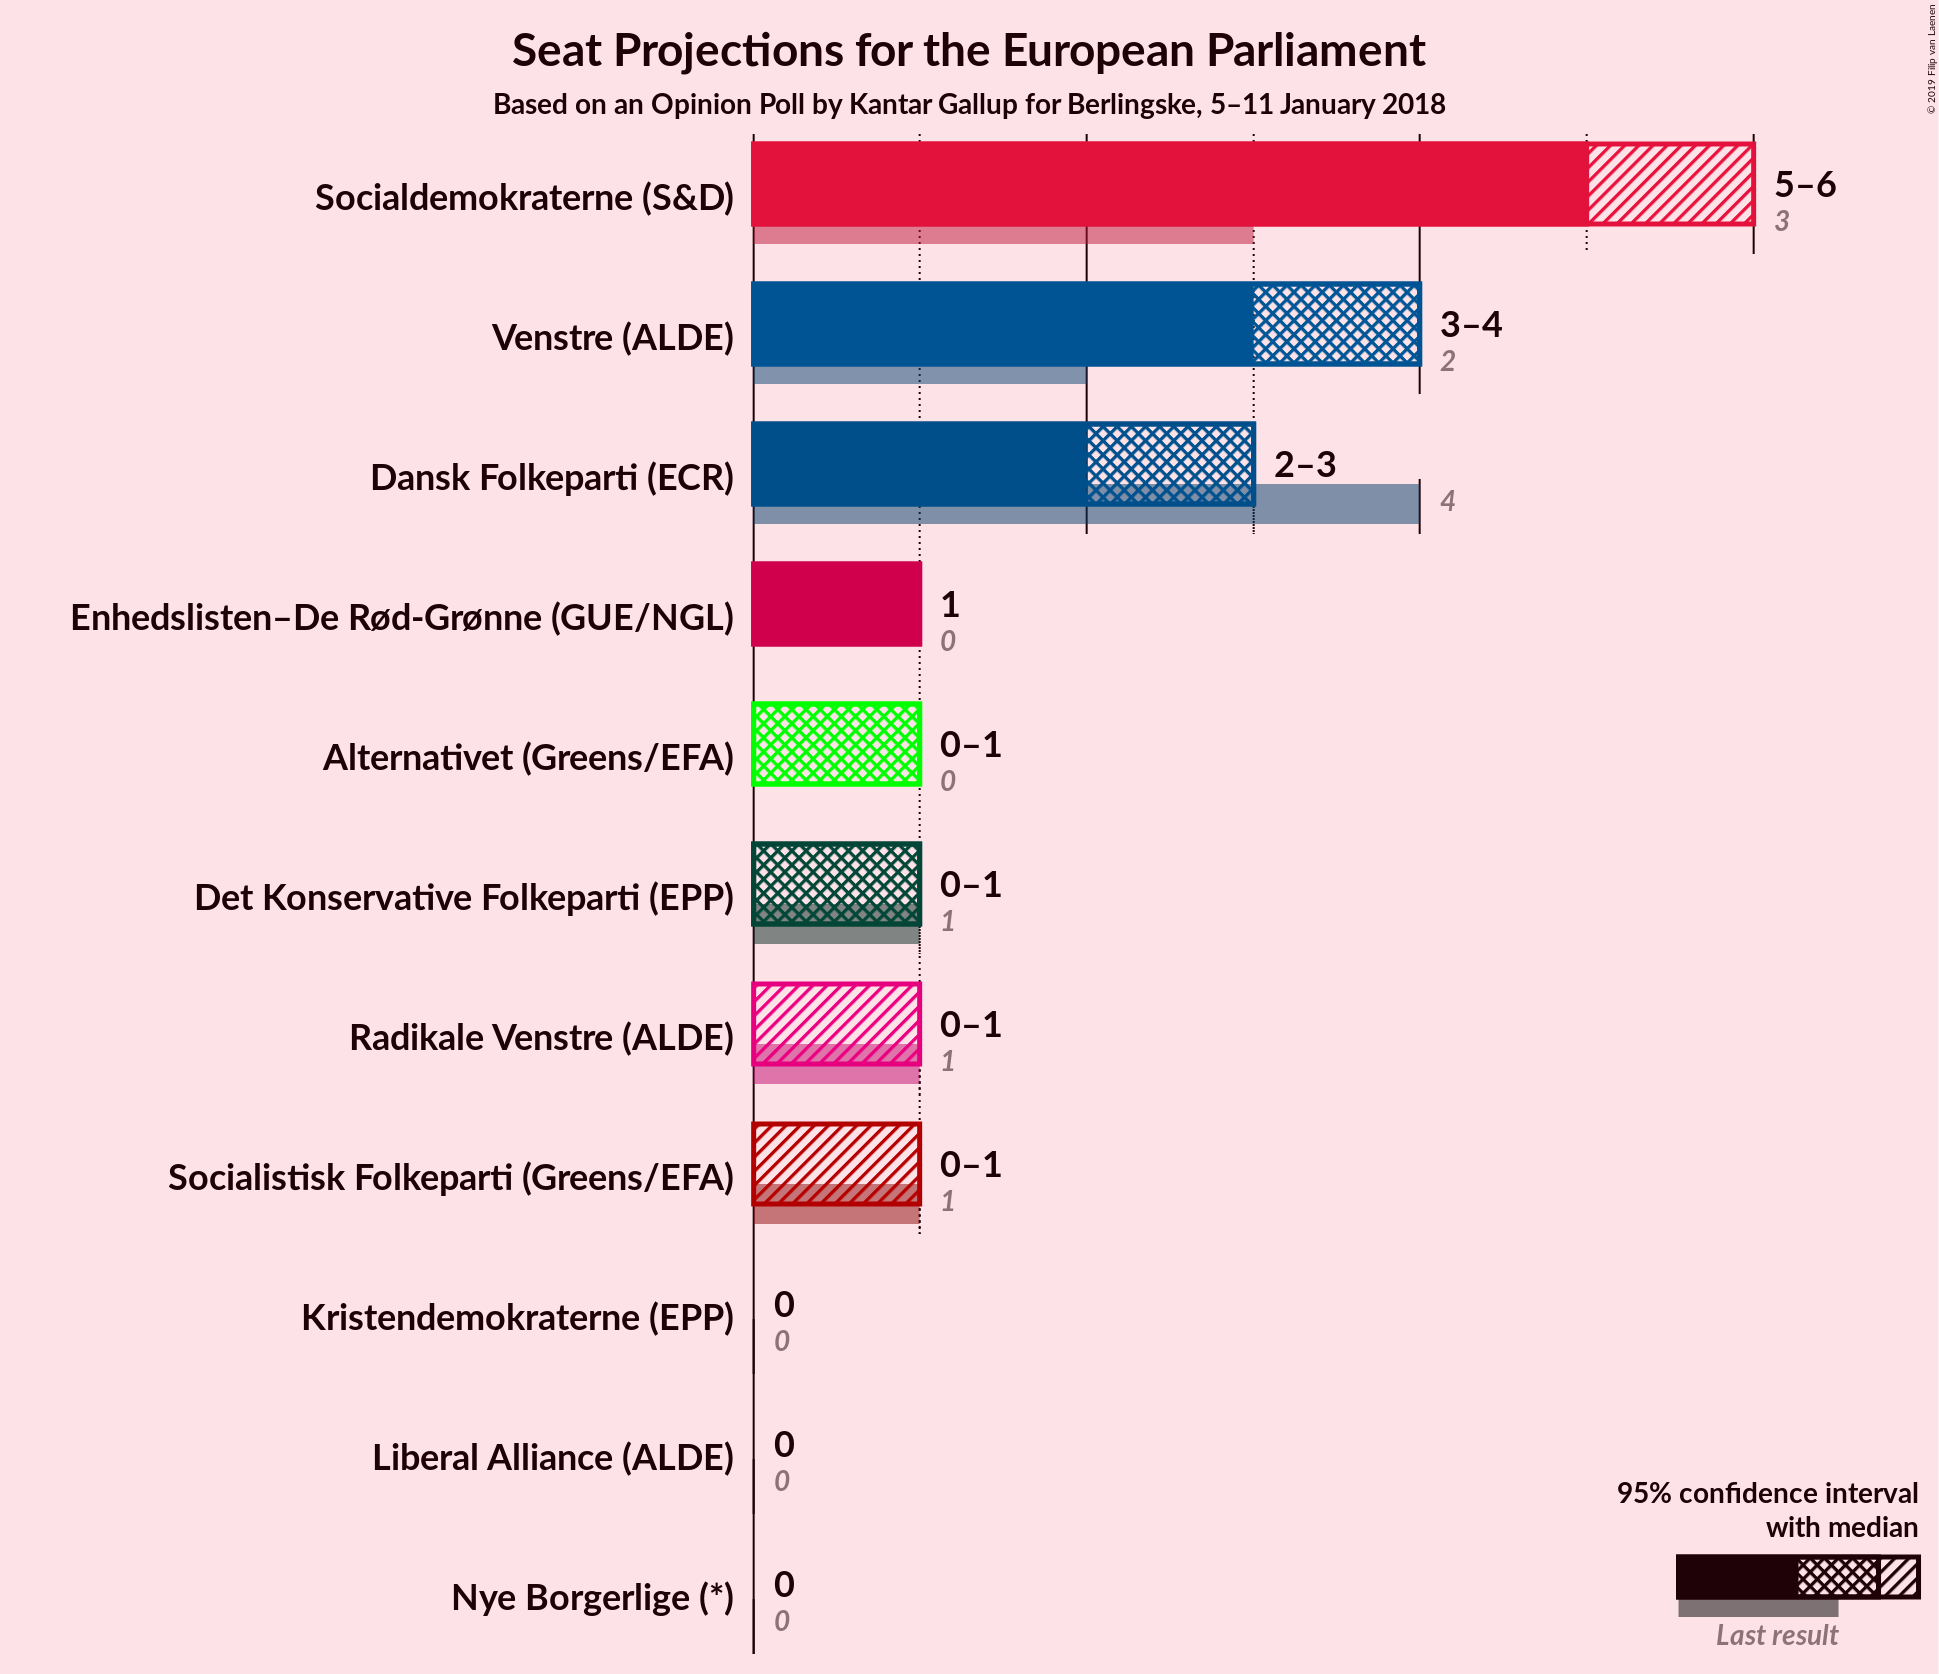 Seat Projections for the European Parliament
Based on an Opinion Poll by Kantar Gallup for Berlingske, 5–11 January 2018
© 2019 Filip van Laenen
Socialdemokraterne (S&D)
5–6
3
Venstre (ALDE)
3–4
2
Dansk Folkeparti (ECR)
2–3
4
Enhedslisten–De Rød-Grønne (GUE/NGL)
1
0
Alternativet (Greens/EFA)
0–1
0
Det Konservative Folkeparti (EPP)
0–1
1
Radikale Venstre (ALDE)
0–1
1
Socialistisk Folkeparti (Greens/EFA)
0–1
1
Kristendemokraterne (EPP)
0
0
Liberal Alliance (ALDE)
0
0
Nye Borgerlige (*)
0
0
95% confidence interval
with median
Last result